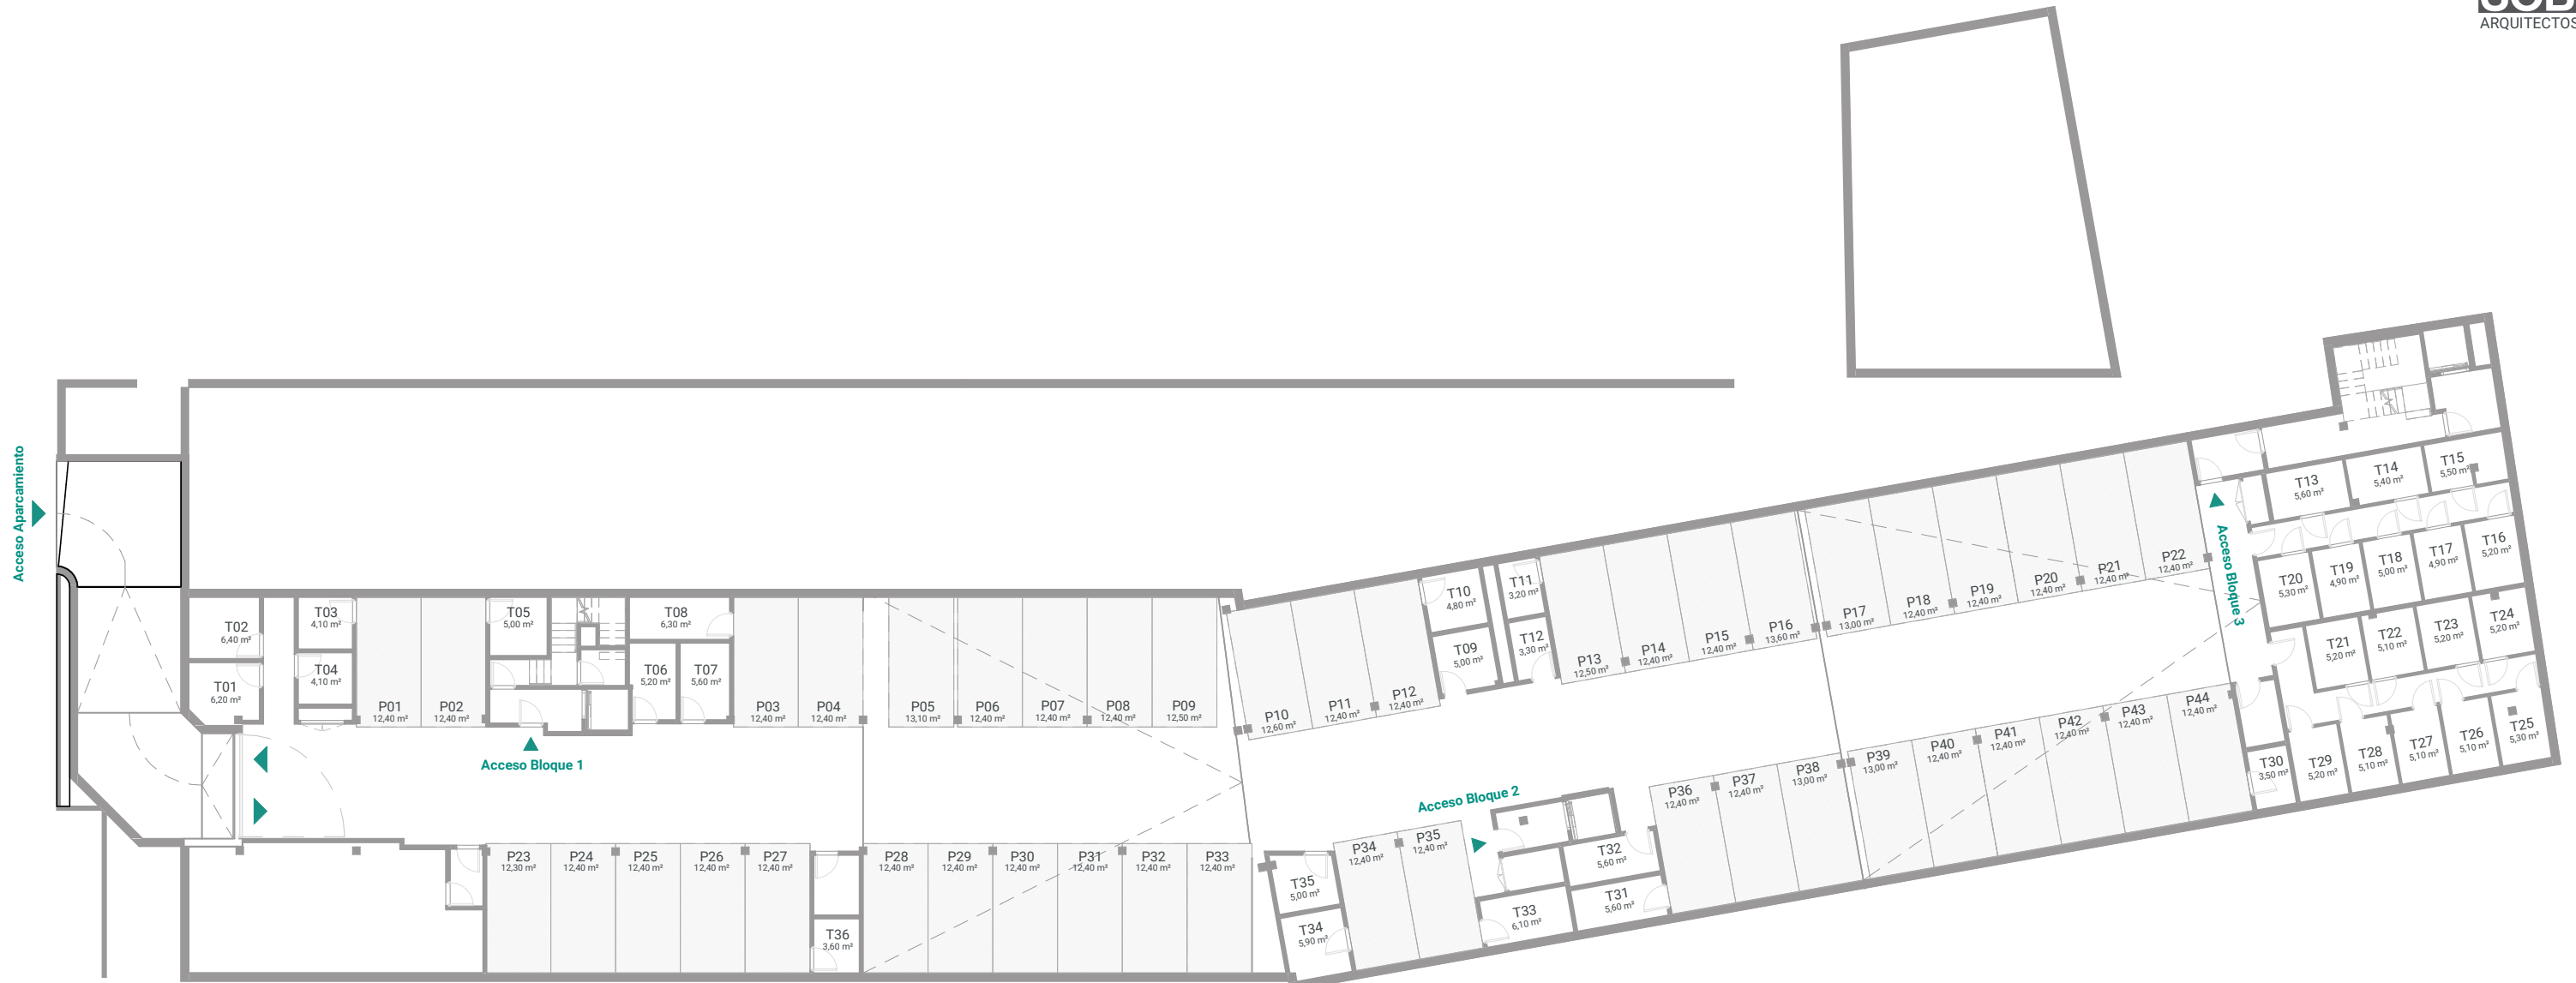 SOB
ARQUITECTOS
Acceso Aparcamiento
T02
6,40 m²
T01
6,20 m²
T03
4,10 m²
T04
4,10 m²
P01
12,40 m²
P02
12,40 m²
T05
5,00 m²
T08
6,30 m²
T06
5,20 m²
T07
5,60 m²
P03
12,40 m²
P04
12,40 m²
P05
13,10 m²
P06
12,40 m²
P07
12,40 m²
P08
12,40 m²
P09
12,50 m²
Acceso Bloque 1
P10
12,60 m²
P11
12,40 m²
P12
12,40 m²
T10
4,80 m²
T09
5,00 m²
T11
3,20 m²
T12
3,30 m²
P13
12,50 m²
P14
12,40 m²
P15
12,40 m²
P16
13,60 m²
P17
13,00 m²
P18
12,40 m²
P19
12,40 m²
P20
12,40 m²
P21
12,40 m²
P22
12,40 m²
Acceso Bloque 3
T13
5,60 m²
T14
5,40 m²
T15
5,50 m²
T16
5,20 m²
T17
4,90 m²
T18
5,00 m²
T19
4,90 m²
T20
5,30 m²
T21
5,20 m²
T22
5,10 m²
T23
5,20 m²
T24
5,20 m²
T25
5,30 m²
T26
5,10 m²
T27
5,10 m²
T28
5,10 m²
T29
5,20 m²
T30
3,50 m²
P23
12,30 m²
P24
12,40 m²
P25
12,40 m²
P26
12,40 m²
P27
12,40 m²
T36
3,60 m²
P28
12,40 m²
P29
12,40 m²
P30
12,40 m²
P31
12,40 m²
P32
12,40 m²
P33
12,40 m²
T35
5,00 m²
T34
5,90 m²
P34
12,40 m²
P35
12,40 m²
Acceso Bloque 2
T33
6,10 m²
T32
5,60 m²
T31
5,60 m²
P36
12,40 m²
P37
12,40 m²
P38
13,00 m²
P39
13,00 m²
P40
12,40 m²
P41
12,40 m²
P42
12,40 m²
P43
12,40 m²
P44
12,40 m²